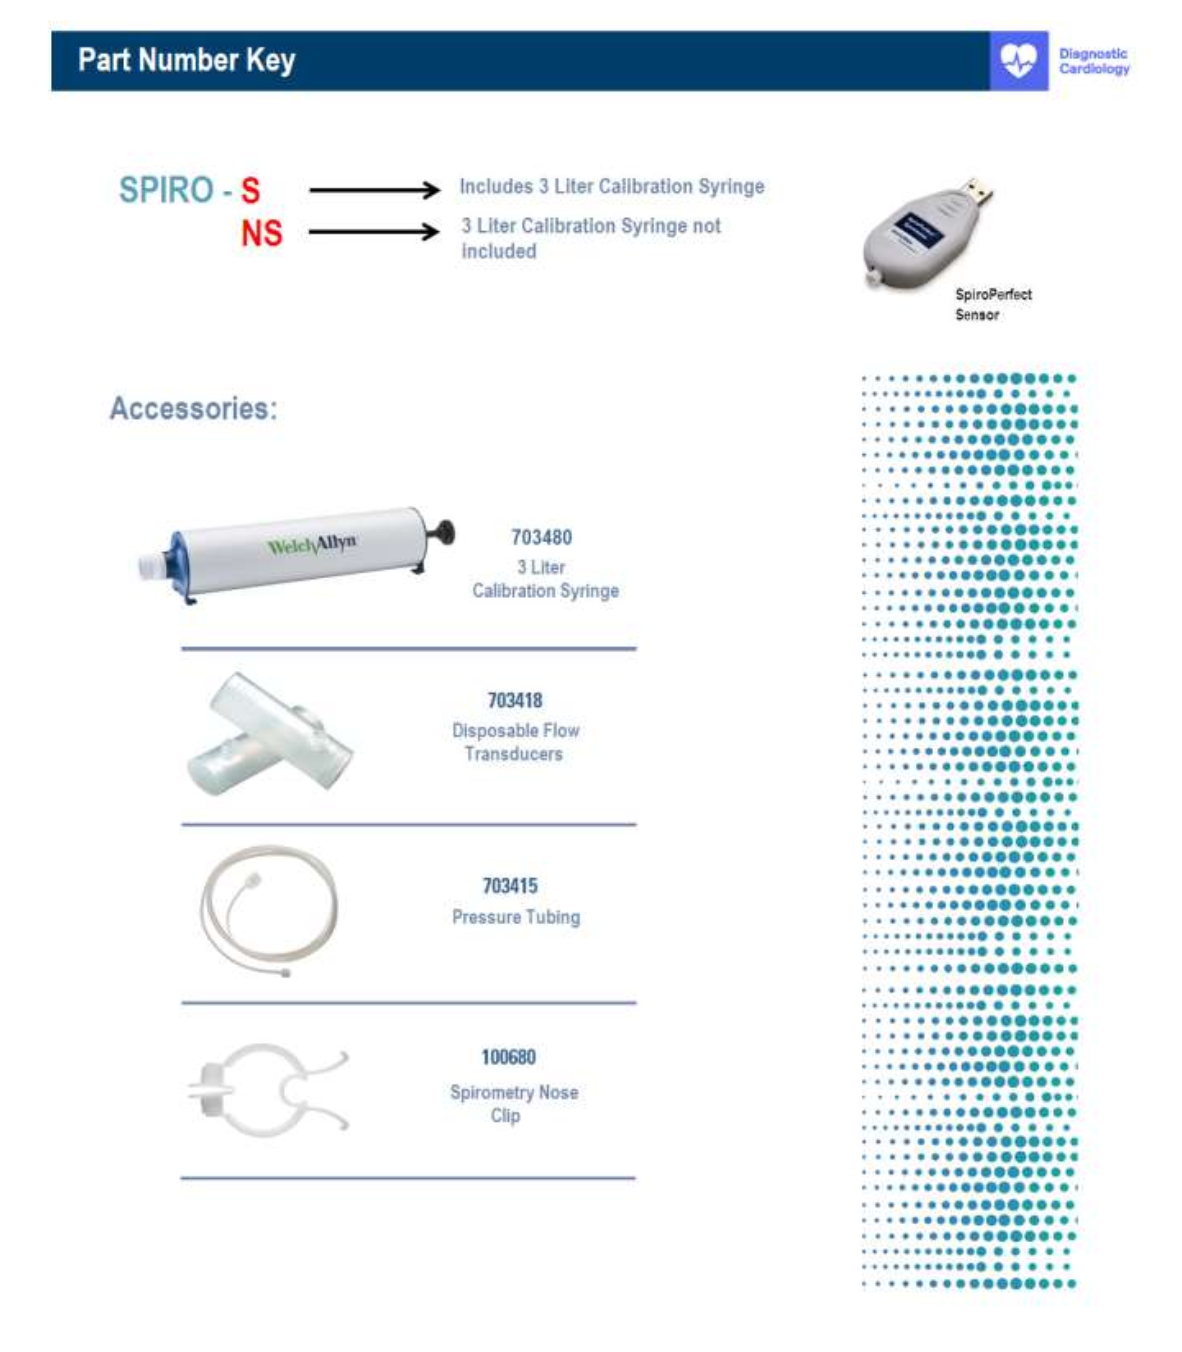 Part Number Key
Diagnostic
Cardiology
SPIRO - S
Includes 3 Liter Calibration Syringe
NS
3 Liter Calibration Syringe not
included
SpiroPerfect
Sensor
Accessories:
WelchAllyn
703480
3 Liter
Calibration Syringe
703418
Disposable Flow
Transducers
703415
Pressure Tubing
100680
Spirometry Nose
Clip